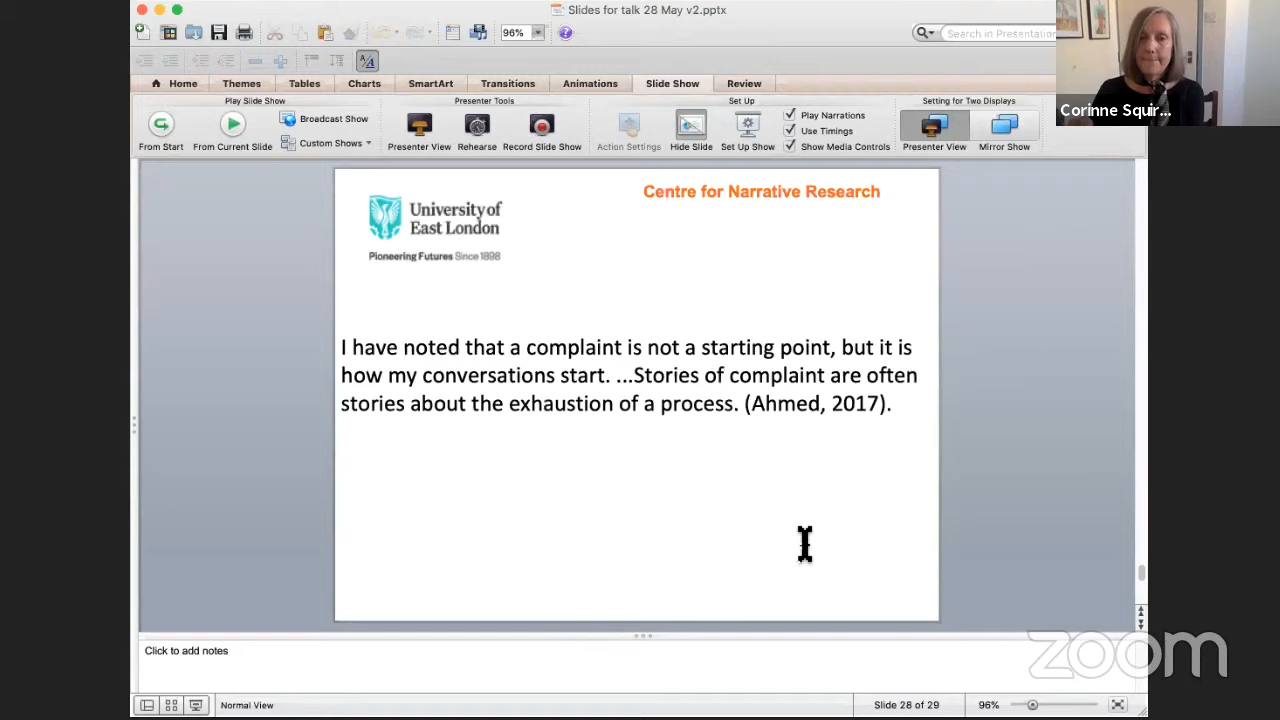 Slides for talk 28 May v2.pptx
96%
Search in Presentation
Home Themes Tables Charts SmartArt Transitions Animations Slide Show Review
Play Slide Show Presenter Tools Set Up Setting for Two Displays
From Start
From Current Slide
Broadcast Show
Custom Shows
Presenter View
Rehearse
Record Slide Show
Action Settings
Hide Slide
Set Up Show
Play Narrations
Use Timings
Show Media Controls
Presenter View
Mirror Show
Corinne Squir...
University of
East London
Pioneering Futures Since 1898
Centre for Narrative Research
I have noted that a complaint is not a starting point, but it is
how my conversations start. ...Stories of complaint are often
stories about the exhaustion of a process. (Ahmed, 2017).
Click to add notes
zoom
Normal View
Slide 28 of 29
96%